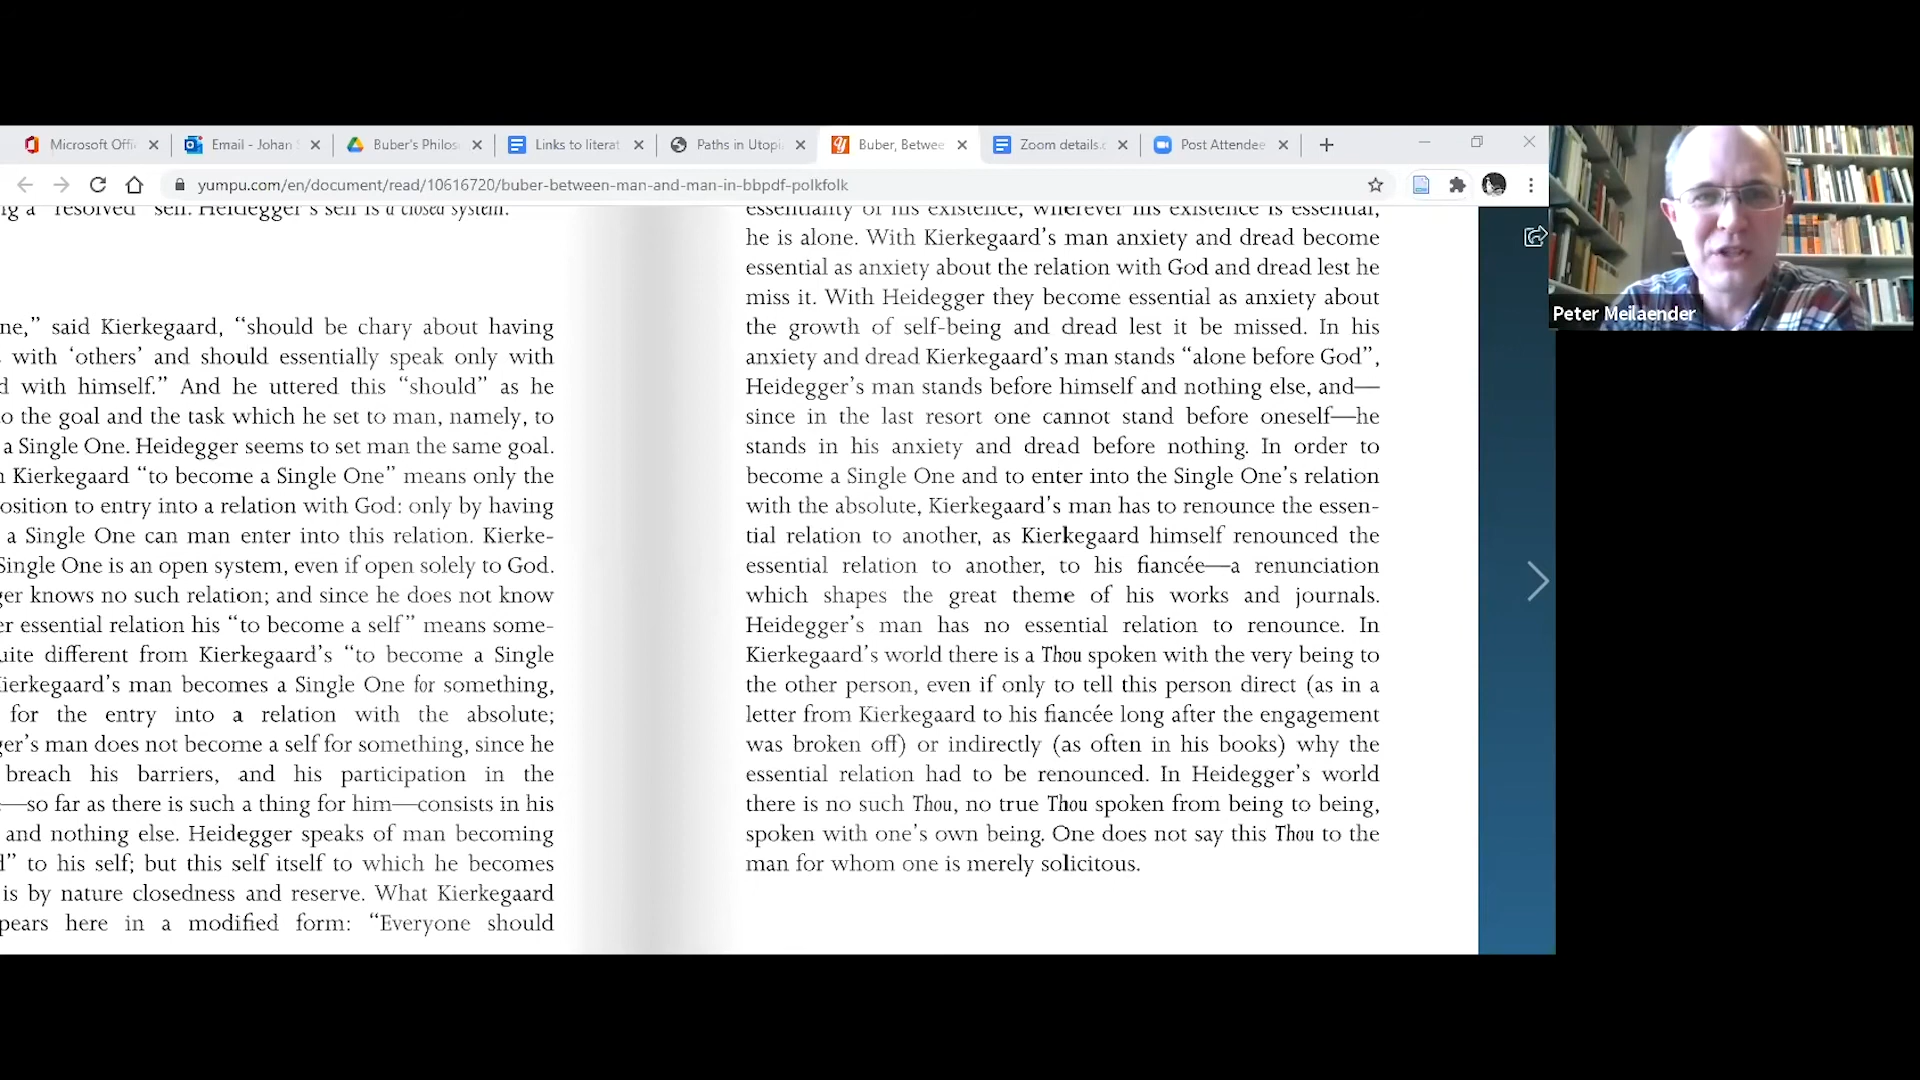 Microsoft Offi
Email - Johan
Buber's Philos
Links to literat
Paths in Utopi
Buber, Betwee
Zoom details.
Post Attendee
yumpu.com/en/document/read/10616720/buber-between-man-and-man-in-bbpdf-polkfolk
ng a “resolved” self. Heidegger's self is a closed system.
ne,” said Kierkegaard, “should be chary about having
with ‘others’ and should essentially speak only with
d with himself.” And he uttered this “should” as he
o the goal and the task which he set to man, namely, to
a Single One. Heidegger seems to set man the same goal.
n Kierkegaard “to become a Single One” means only the
osition to entry into a relation with God: only by having
a Single One can man enter into this relation. Kierke-
Single One is an open system, even if open solely to God.
ger knows no such relation; and since he does not know
er essential relation his “to become a self” means some-
uite different from Kierkegaard's “to become a Single
ierkegaard's man becomes a Single One for something,
for the entry into a relation with the absolute;
ger's man does not become a self for something, since he
breach his barriers, and his participation in the
—so far as there is such a thing for him—consists in his
and nothing else. Heidegger speaks of man becoming
d” to his self; but this self itself to which he becomes
is by nature closedness and reserve. What Kierkegaard
pears here in a modified form: “Everyone should
essentiality of his existence, wherever his existence is essential,
he is alone. With Kierkegaard's man anxiety and dread become
essential as anxiety about the relation with God and dread lest he
miss it. With Heidegger they become essential as anxiety about
the growth of self-being and dread lest it be missed. In his
anxiety and dread Kierkegaard's man stands “alone before God”,
Heidegger's man stands before himself and nothing else, and—
since in the last resort one cannot stand before oneself—he
stands in his anxiety and dread before nothing. In order to
become a Single One and to enter into the Single One's relation
with the absolute, Kierkegaard's man has to renounce the essen-
tial relation to another, as Kierkegaard himself renounced the
essential relation to another, to his fiancée—a renunciation
which shapes the great theme of his works and journals.
Heidegger's man has no essential relation to renounce. In
Kierkegaard's world there is a Thou spoken with the very being to
the other person, even if only to tell this person direct (as in a
letter from Kierkegaard to his fiancée long after the engagement
was broken off) or indirectly (as often in his books) why the
essential relation had to be renounced. In Heidegger's world
there is no such Thou, no true Thou spoken from being to being,
spoken with one's own being. One does not say this Thou to the
man for whom one is merely solicitous.
Peter Meilaender